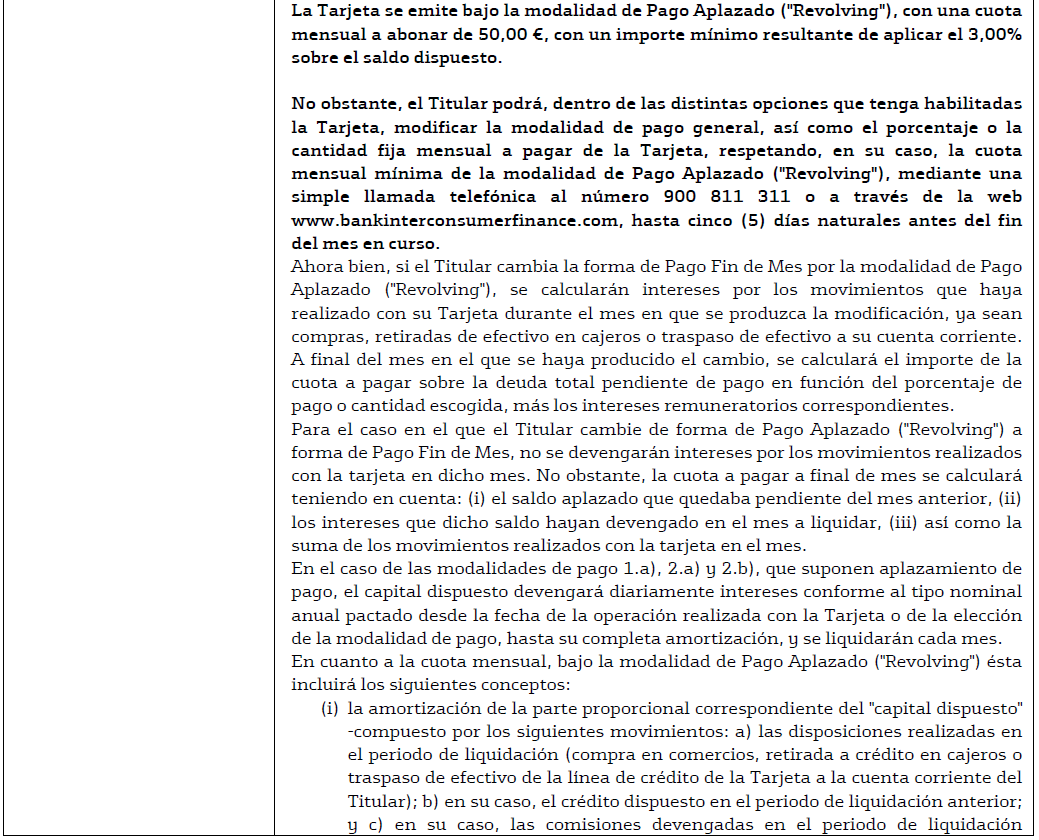 La Tarjeta se emite bajo la modalidad de Pago Aplazado ("Revolving"), con una cuota
mensual a abonar de 50,00 €, con un importe mínimo resultante de aplicar el 3,00%
sobre el saldo dispuesto.
No obstante, el Titular podrá, dentro de las distintas opciones que tenga habilitadas
la Tarjeta, modificar la modalidad de pago general, así como el porcentaje o la
cantidad fija mensual a pagar de la Tarjeta, respetando, en su caso, la cuota
mensual mínima de la modalidad de Pago Aplazado ("Revolving"), mediante una
simple llamada telefónica al número 900 811 311 o a través de la web
www.bankinterconsumerfinance.com, hasta cinco (5) días naturales antes del fin
del mes en curso.
Ahora bien, si el Titular cambia la forma de Pago Fin de Mes por la modalidad de Pago
Aplazado ("Revolving"), se calcularán intereses por los movimientos que haya
realizado con su Tarjeta durante el mes en que se produzca la modificación, ya sean
compras, retiradas de efectivo en cajeros o traspaso de efectivo a su cuenta corriente.
A final del mes en el que se haya producido el cambio, se calculará el importe de la
cuota a pagar sobre la deuda total pendiente de pago en función del porcentaje de
pago o cantidad escogida, más los intereses remuneratorios correspondientes.
Para el caso en el que el Titular cambie de forma de Pago Aplazado ("Revolving") a
forma de Pago Fin de Mes, no se devengarán intereses por los movimientos realizados
con la tarjeta en dicho mes. No obstante, la cuota a pagar a final de mes se calculará
teniendo en cuenta: (i) el saldo aplazado que quedaba pendiente del mes anterior, (ii)
los intereses que dicho saldo hayan devengado en el mes a liquidar, (iii) así como la
suma de los movimientos realizados con la tarjeta en el mes.
En el caso de las modalidades de pago 1.a), 2.a) y 2.b), que suponen aplazamiento de
pago, el capital dispuesto devengará diariamente intereses conforme al tipo nominal
anual pactado desde la fecha de la operación realizada con la Tarjeta o de la elección
de la modalidad de pago, hasta su completa amortización, y se liquidarán cada mes.
En cuanto a la cuota mensual, bajo la modalidad de Pago Aplazado ("Revolving") ésta
incluirá los siguientes conceptos:
(i) la amortización de la parte proporcional correspondiente del "capital dispuesto"
-compuesto por los siguientes movimientos: a) las disposiciones realizadas en
el periodo de liquidación (compra en comercios, retirada a crédito en cajeros o
traspaso de efectivo de la línea de crédito de la Tarjeta a la cuenta corriente del
Titular); b) en su caso, el crédito dispuesto en el periodo de liquidación anterior;
y c) en su caso, las comisiones devengadas en el periodo de liquidación